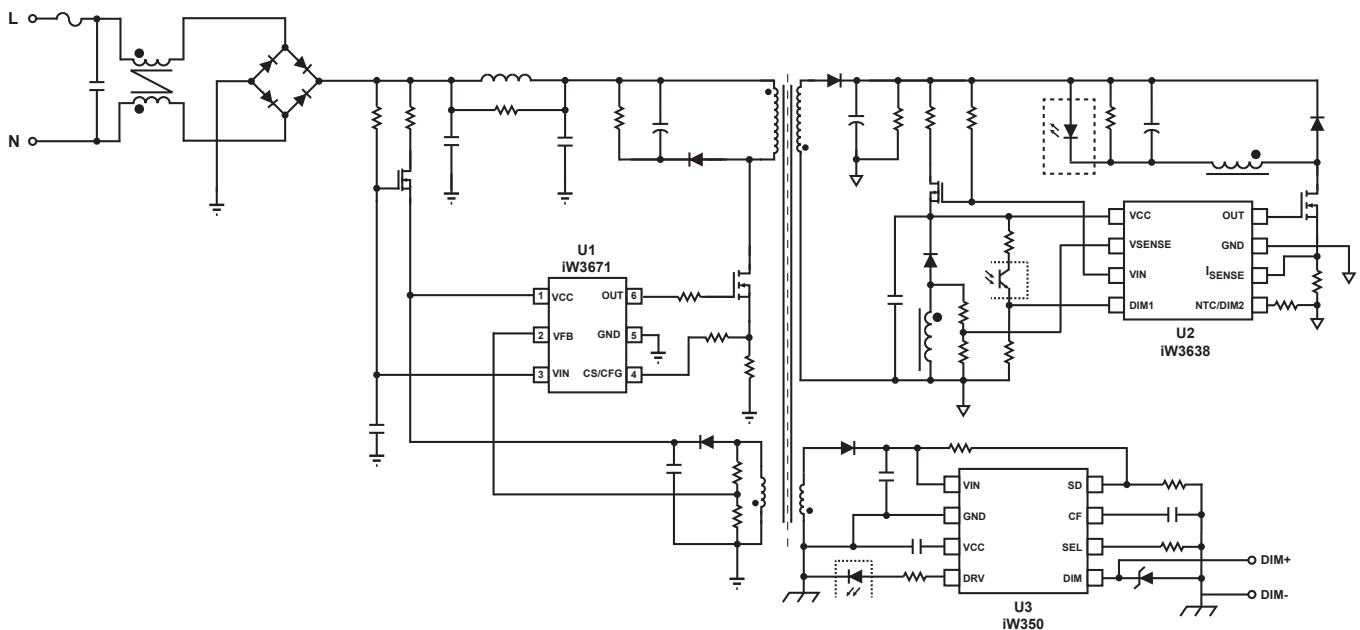 L
N
U1
iW3671
1 VCC OUT 6
2 VFB GND 5
3 VIN CS/CFG 4
VCC OUT
VSENSE GND
VIN ISENSE
DIM1 NTC/DIM2
U2
iW3638
VIN SD
GND CF
VCC SEL
DRV DIM
U3
iW350
DIM+
DIM-